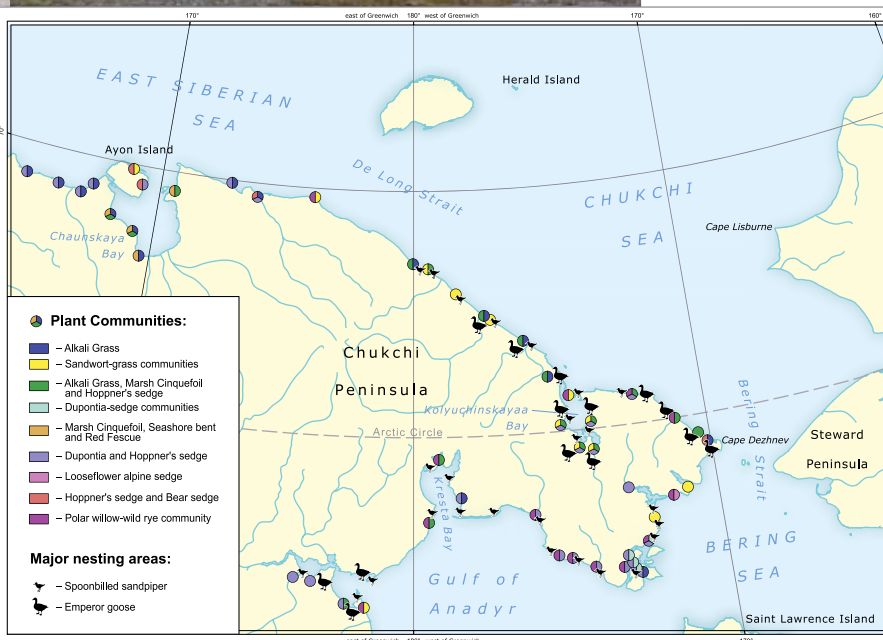 170°
east of Greenwich 180° west of Greenwich
170°
160°
EAST SIBERIAN
SEA
Herald Island
Ayon Island
De Long Strait
CHUKCHI
SEA
Cape Lisburne
Chaunskaya
Bay
Plant Communities:
– Alkali Grass
– Sandwort-grass communities
– Alkali Grass, Marsh Cinquefoil
and Hoppner's sedge
– Dupontia-sedge communities
– Marsh Cinquefoil, Seashore bent
and Red Fescue
– Dupontia and Hoppner's sedge
– Looseflower alpine sedge
– Hoppner's sedge and Bear sedge
– Polar willow-wild rye community
Major nesting areas:
– Spoonbilled sandpiper
– Emperor goose
Chukchi
Peninsula
Kolyuchinskayaa
Bay
Arctic Circle
Bering
Strait
Cape Dezhnev
Steward
Peninsula
Kresta Bay
BERING
SEA
Gulf of
Anadyr
Saint Lawrence Island
170°